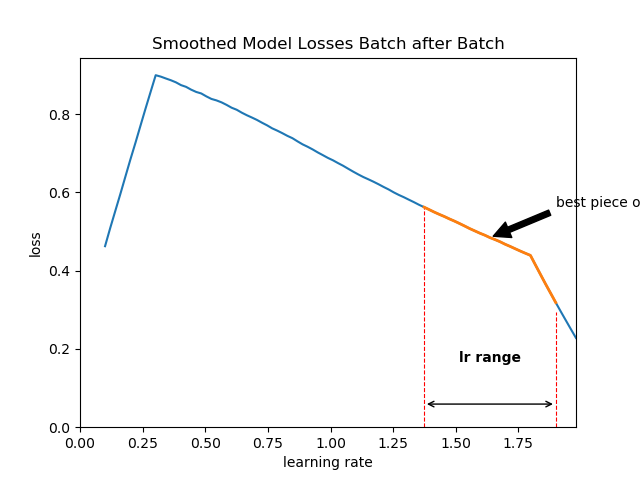 Smoothed Model Losses Batch after Batch
0.8
0.6
0.4
0.2
0.0
loss
best piece o
lr range
0.00 0.25 0.50 0.75 1.00 1.25 1.50 1.75
learning rate